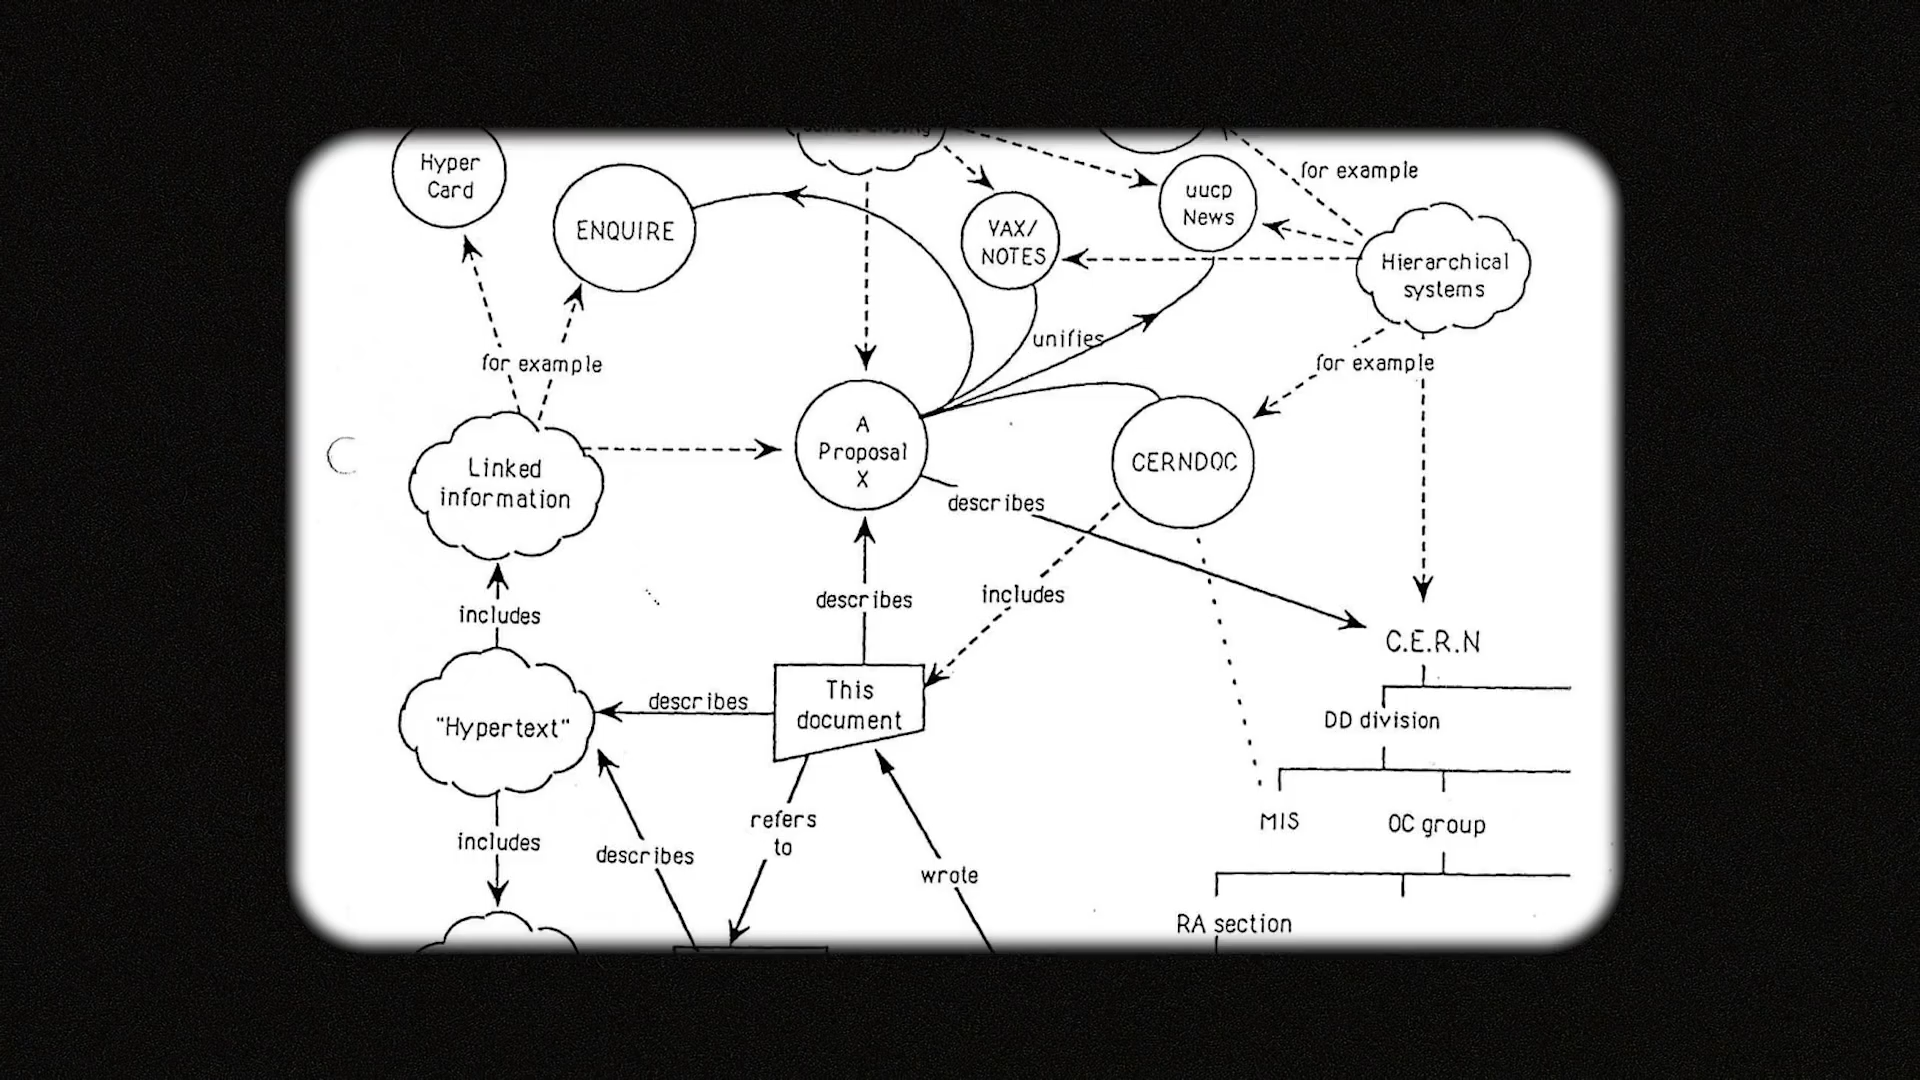 Hyper
Card
ENQUIRE
VAX/
NOTES
uucp
News
for example
Hierarchical
systems
unifies
for example
for example
A
Proposal
X
CERNDOC
Linked
information
describes
includes
describes
includes
C.E.R.N
describes
This
document
"Hypertext"
DD division
refers
to
MIS
OC group
includes
describes
wrote
RA section